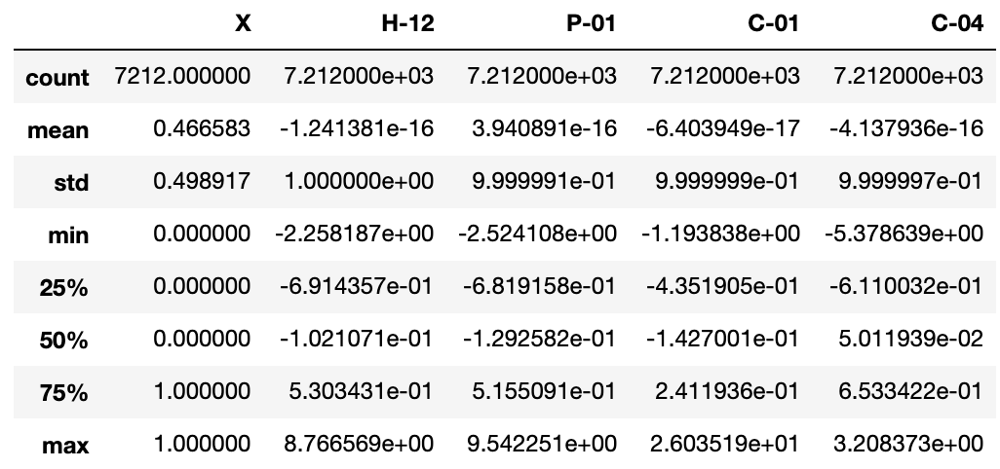 X H-12 P-01 C-01 C-04
count 7212.000000 7.212000e+03 7.212000e+03 7.212000e+03 7.212000e+03
mean 0.466583 -1.241381e-16 3.940891e-16 -6.403949e-17 -4.137936e-16
std 0.498917 1.000000e+00 9.999991e-01 9.999999e-01 9.999997e-01
min 0.000000 -2.258187e+00 -2.524108e+00 -1.193838e+00 -5.378639e+00
25% 0.000000 -6.914357e-01 -6.819158e-01 -4.351905e-01 -6.110032e-01
50% 0.000000 -1.021071e-01 -1.292582e-01 -1.427001e-01 5.011939e-02
75% 1.000000 5.303431e-01 5.155091e-01 2.411936e-01 6.533422e-01
max 1.000000 8.766569e+00 9.542251e+00 2.603519e+01 3.208373e+00